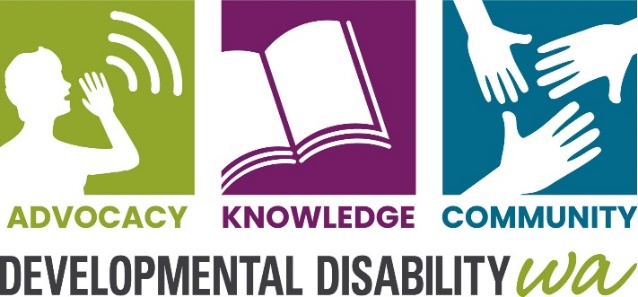 ADVOCACY KNOWLEDGE COMMUNITY
DEVELOPMENTAL DISABILITY wa